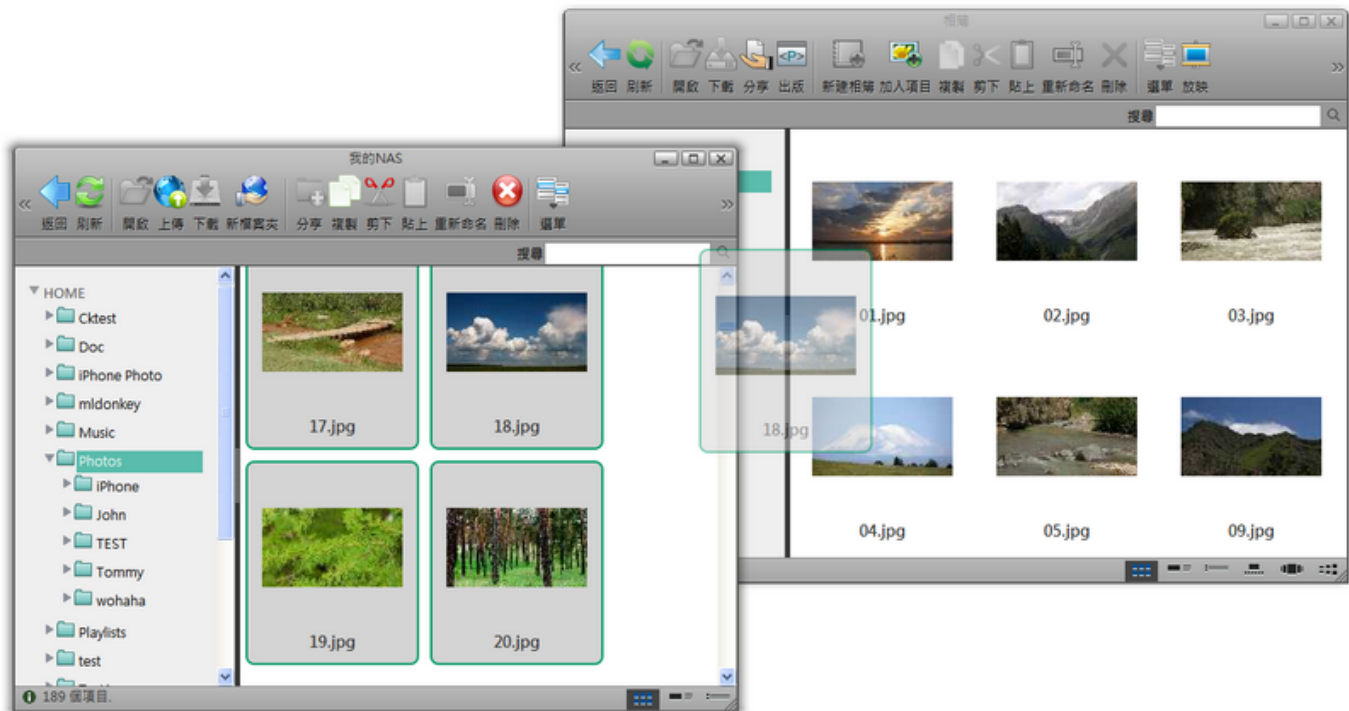 相簿
返回 刷新 開啟 下載 分享 出版 新建相簿 加入項目 複製 剪下 貼上 重新命名 刪除 選單 放映
搜尋
01.jpg 02.jpg 03.jpg
04.jpg 05.jpg 09.jpg
我的NAS
返回 刷新 開啟 上傳 下載 新檔案夾 分享 複製 剪下 貼上 重新命名 刪除 選單
搜尋
HOME
Cktest
Doc
iPhone Photo
mldonkey
Music
Photos
iPhone
John
TEST
Tommy
wohaha
Playlists
test
17.jpg 18.jpg
19.jpg 20.jpg
18.jpg
189 個項目.